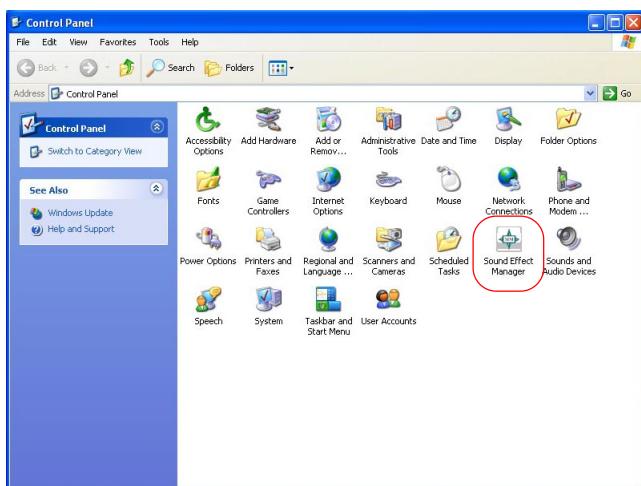 Control Panel
File Edit View Favorites Tools Help
Back Search Folders
Address Control Panel Go
Control Panel
Switch to Category View
See Also
Windows Update
Help and Support
Accessibility Options
Add Hardware
Add or Remov...
Administrative Tools
Date and Time
Display
Folder Options
Fonts
Game Controllers
Internet Options
Keyboard
Mouse
Network Connections
Phone and Modem ...
Power Options
Printers and Faxes
Regional and Language ...
Scanners and Cameras
Scheduled Tasks
Sound Effect Manager
Sounds and Audio Devices
Speech
System
Taskbar and Start Menu
User Accounts